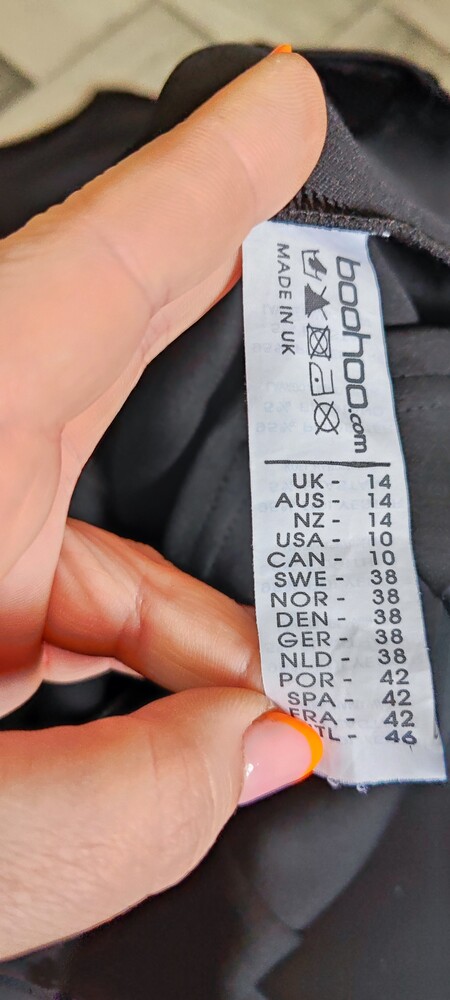 boohoo.com
MADE IN UK
UK - 14
AUS - 14
NZ - 14
USA - 10
CAN - 10
SWE - 38
NOR - 38
DEN - 38
GER - 38
NLD - 38
POR - 42
SPA - 42
FRA - 42
TL - 46